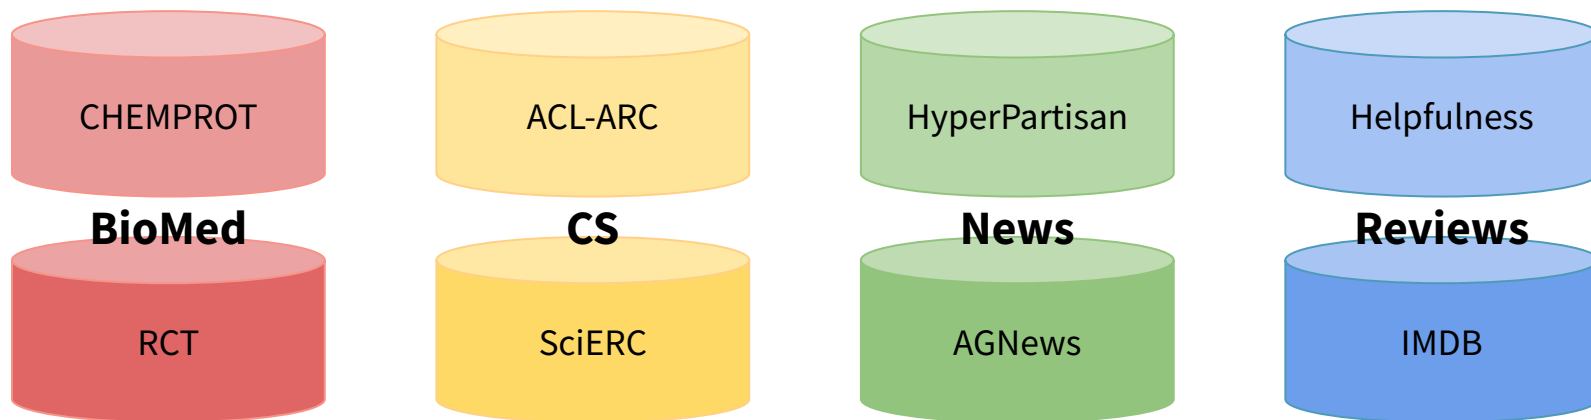 CHEMPROT
ACL-ARC
HyperPartisan
Helpfulness
BioMed
CS
News
Reviews
RCT
SciERC
AGNews
IMDB